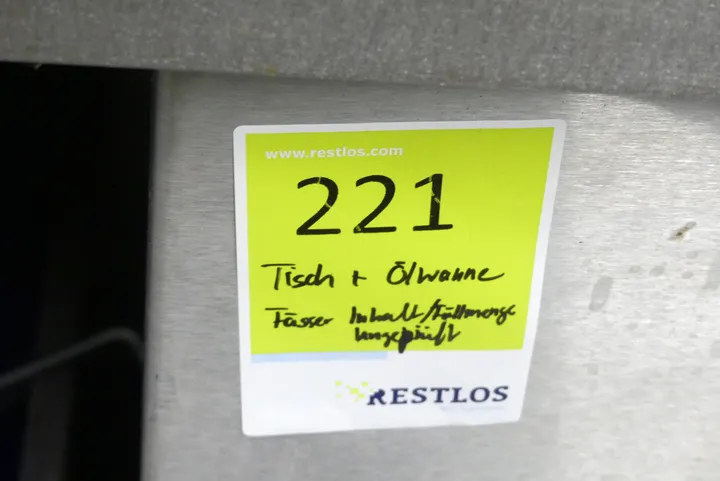 www.restlos.com
221
Tisch + Ölwanne
Fässer Inhalt/Füllmenge
ungeprüft
RESTLOS